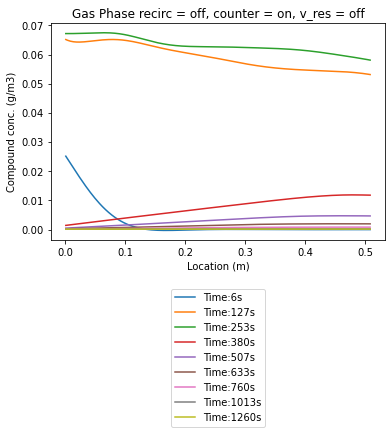 Gas Phase recirc = off, counter = on, v_res = off
Compound conc. (g/m3)
0.07
0.06
0.05
0.04
0.03
0.02
0.01
0.00
0.0 0.1 0.2 0.3 0.4 0.5
Location (m)
Time:6s
Time:127s
Time:253s
Time:380s
Time:507s
Time:633s
Time:760s
Time:1013s
Time:1260s